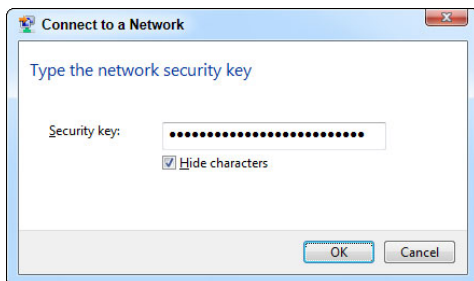 Connect to a Network
Type the network security key
Security key: ••••••••••••••••••••••••••
Hide characters
OK Cancel